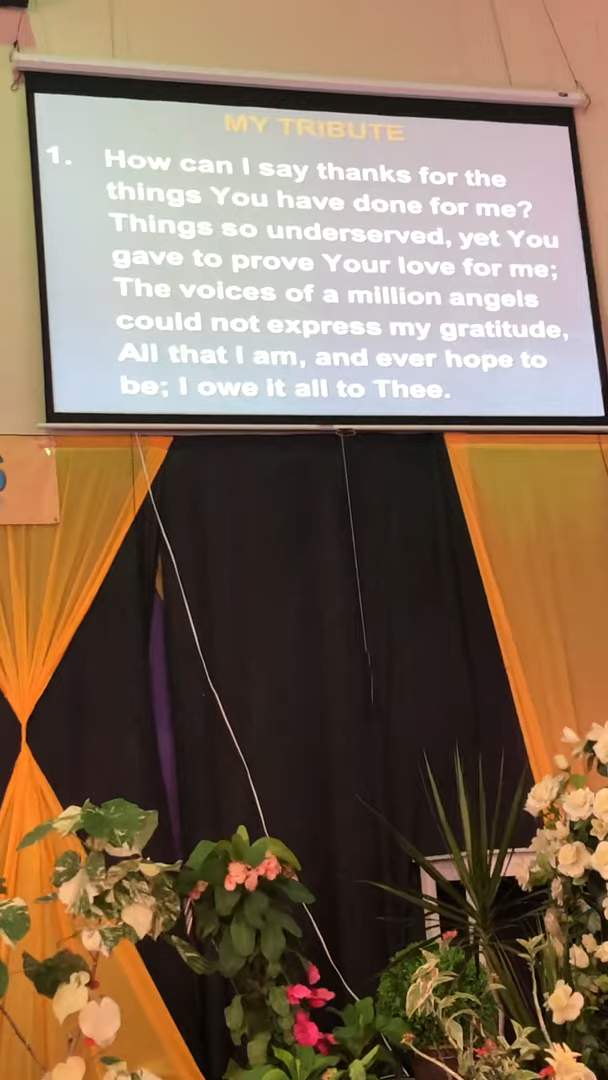 MY TRIBUTE
1. How can I say thanks for the
things You have done for me?
Things so underserved, yet You
gave to prove Your love for me;
The voices of a million angels
could not express my gratitude,
All that I am, and ever hope to
be; I owe it all to Thee.